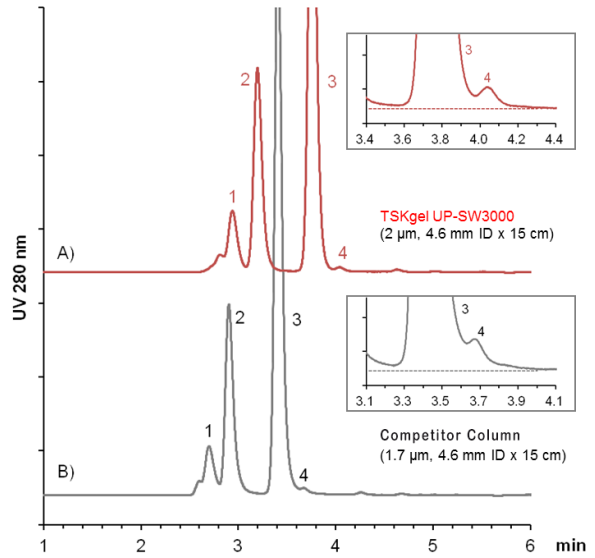 3
4
3.4 3.6 3.8 4.0 4.2 4.4
2
3
1
TSKgel UP-SW3000
(2 µm, 4.6 mm ID x 15 cm)
A)
4
UV 280 nm
3
4
3.1 3.3 3.5 3.7 3.9 4.1
2
3
1
Competitor Column
(1.7 µm, 4.6 mm ID x 15 cm)
B)
4
1 2 3 4 5 6
min